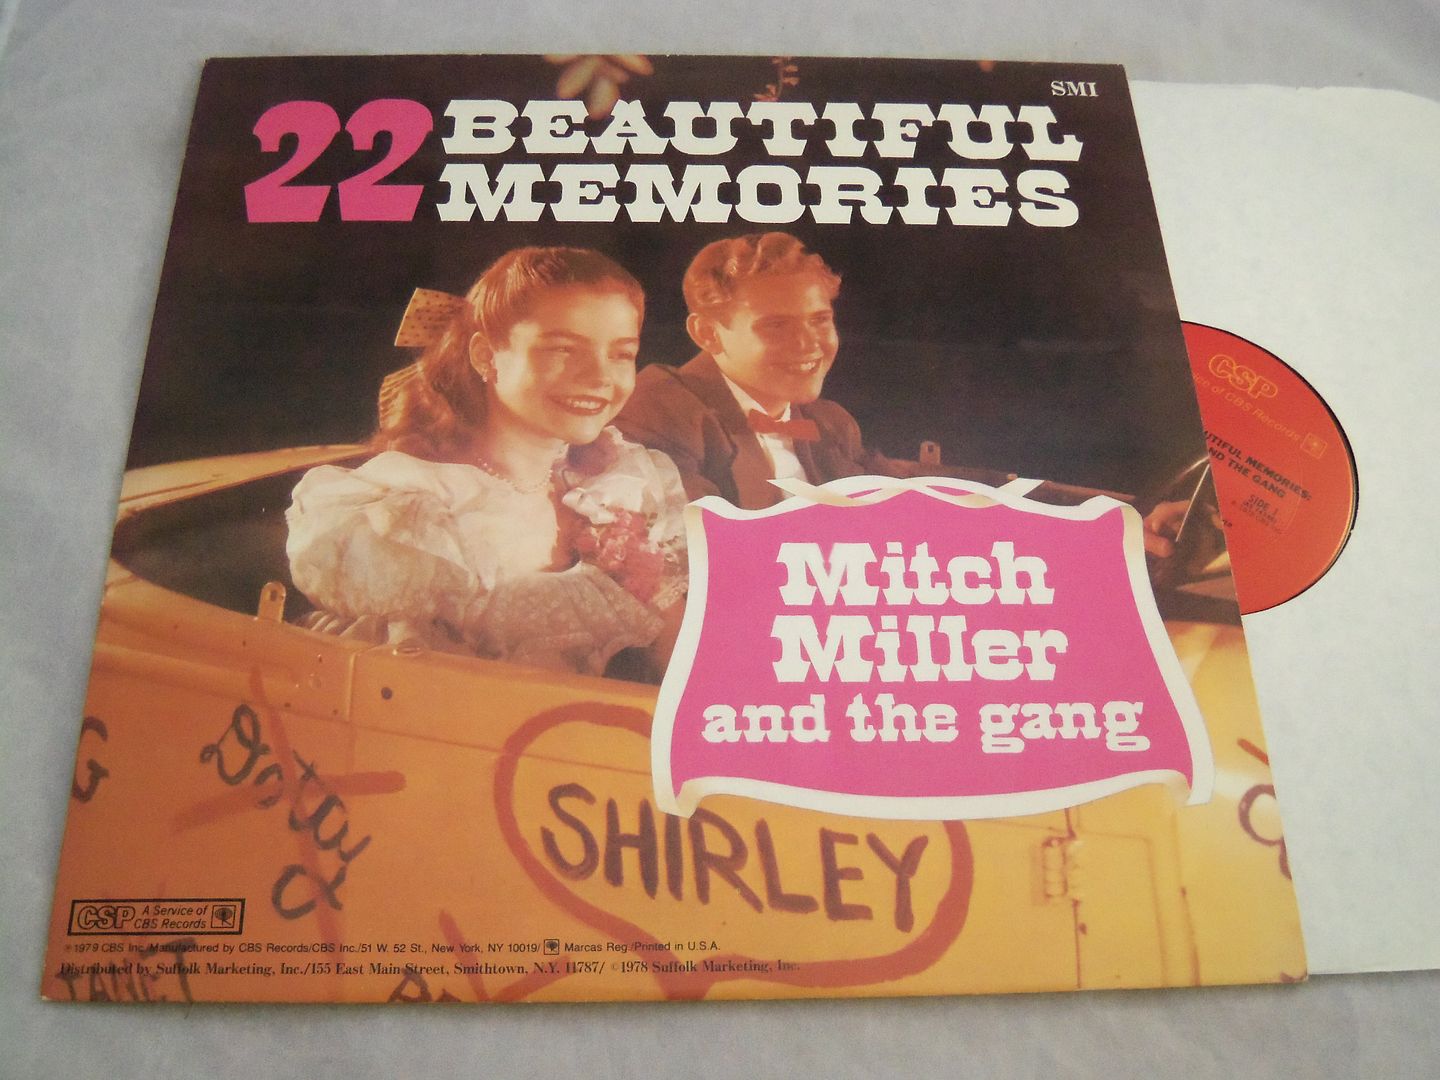 SMI
22 BEAUTIFUL
MEMORIES
CSP
of CBS Records
UTIFUL MEMORIES:
ND THE GANG
SIDE 1
Mitch
Miller
and the gang
SHIRLEY
CSP A Service of
CBS Records
℗ 1979 CBS Inc./Manufactured by CBS Records/CBS Inc./51 W. 52 St., New York, NY 10019/ Marcas Reg./Printed in U.S.A.
Distributed by Suffolk Marketing, Inc./155 East Main Street, Smithtown, N.Y. 11787/ ©1978 Suffolk Marketing, Inc.